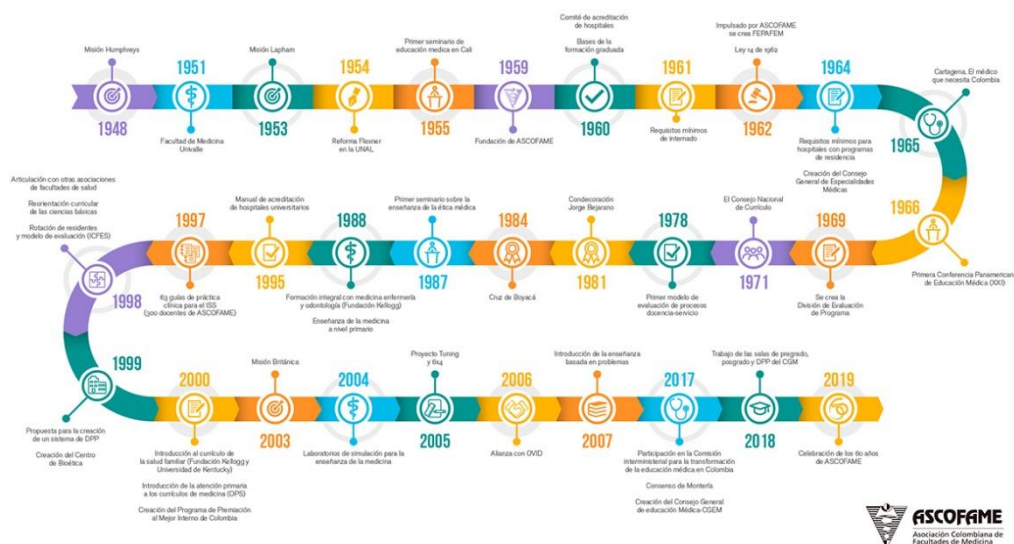 Misión Humphreys
1948
1951
Facultad de Medicina
Univalle
Misión Lapham
1953
1954
Reforma Flexner
en la UNAL
Primer seminario de
educación medica en Cali
1955
1959
Fundación de ASCOFAME
Comité de acreditación
de hospitales
Bases de la
formación graduada
1960
1961
Requisitos mínimos
de internado
Impulsado por ASCOFAME
se crea FEPAFEM
Ley 14 de 1962
1962
1964
Requisitos mínimos para
hospitales con programas
de residencia
Creación del Consejo
General de Especialidades
Médicas
Cartagena. El médico
que necesita Colombia
1965
1966
Primera Conferencia Panamerican
de Educación Médica (XXI)
1969
Se crea la
División de Evaluación
de Programa
El Consejo Nacional
de Currículo
1971
1978
Primer modelo de
evaluación de procesos
docencia-servicio
Condecoración
Jorge Bejarano
1981
1984
Cruz de Boyacá
Primer seminario sobre la
enseñanza de la ética médica
1987
1988
Formación integral con medicina enfermería
y odontología (Fundación Kellogg)
Enseñanza de la medicina
a nivel primario
Manual de acreditación
de hospitales universitarios
1995
1997
63 guías de práctica
clínica para el ISS
(300 docentes de ASCOFAME)
Articulación con otras asociaciones
de facultades de salud
Reorientación curricular
de las ciencias básicas
Rotación de residentes
y modelo de evaluación (ICFES)
1998
1999
Propuesta para la creación
de un sistema de DPP
Creación del Centro
de Bioética
2000
Introducción al currículo de
la salud familiar (Fundación Kellogg y
Universidad de Kentucky)
Introducción de la atención primaria
a los currículos de medicina (OPS)
Creación del Programa de Premiación
al Mejor Interno de Colombia
Misión Británica
2003
2004
Laboratorios de simulación para la
enseñanza de la medicina
Proyecto Tuning
y 6x4
2005
2006
Alianza con OVID
Introducción de la enseñanza
basada en problemas
2007
2017
Participación en la Comisión
interministerial para la transformación de
la educación médica en Colombia
Consenso de Montería
Creación del Consejo General
de educación Médica-CGEM
Trabajo de las salas de pregrado,
posgrado y DPP del CGM
2018
2019
Celebración de los 60 años
de ASCOFAME
ASCOFAME
Asociación Colombiana de
Facultades de Medicina